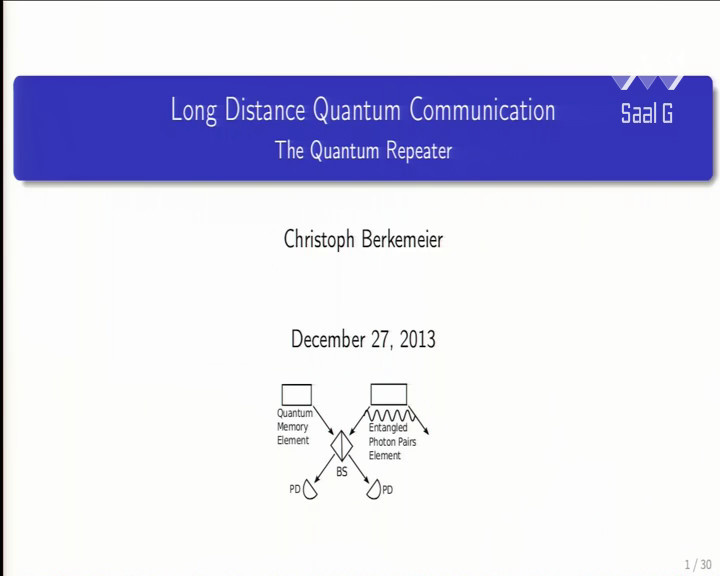 Long Distance Quantum Communication
Saal G
The Quantum Repeater
Christoph Berkemeier
December 27, 2013
Quantum
Memory
Element
Entangled
Photon Pairs
Element
BS
PD
PD
1 / 30